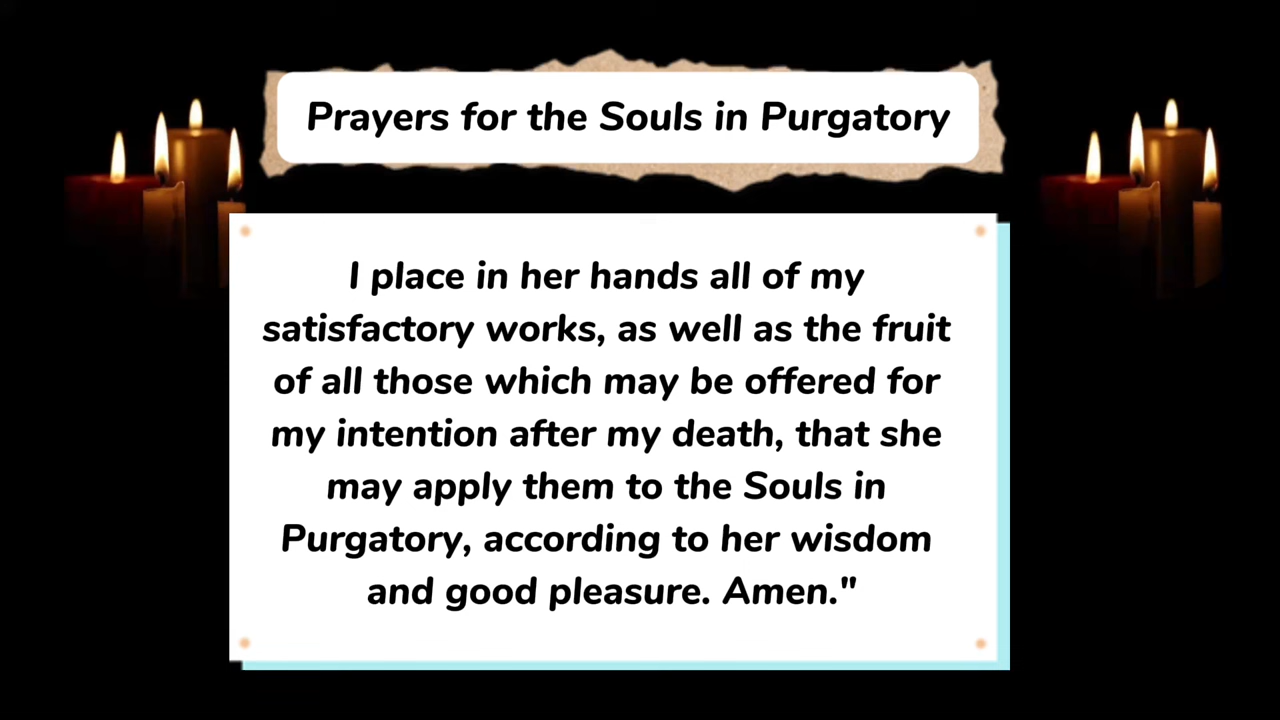 Prayers for the Souls in Purgatory
I place in her hands all of my
satisfactory works, as well as the fruit
of all those which may be offered for
my intention after my death, that she
may apply them to the Souls in
Purgatory, according to her wisdom
and good pleasure. Amen."